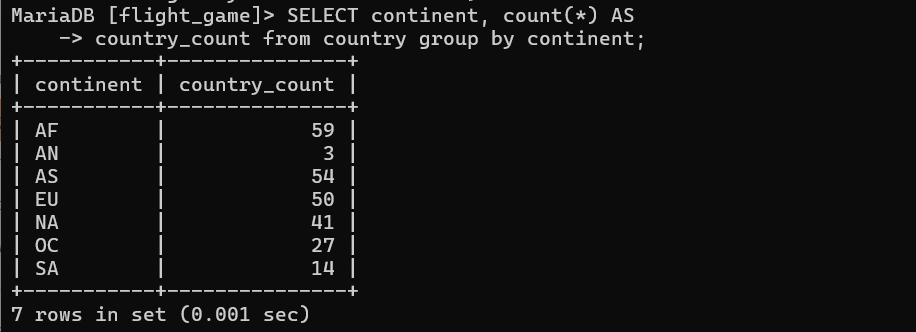 MariaDB [flight_game]> SELECT continent, count(*) AS
    -> country_count from country group by continent;
+-----------+---------------+
| continent | country_count |
+-----------+---------------+
| AF        |            59 |
| AN        |             3 |
| AS        |            54 |
| EU        |            50 |
| NA        |            41 |
| OC        |            27 |
| SA        |            14 |
+-----------+---------------+
7 rows in set (0.001 sec)